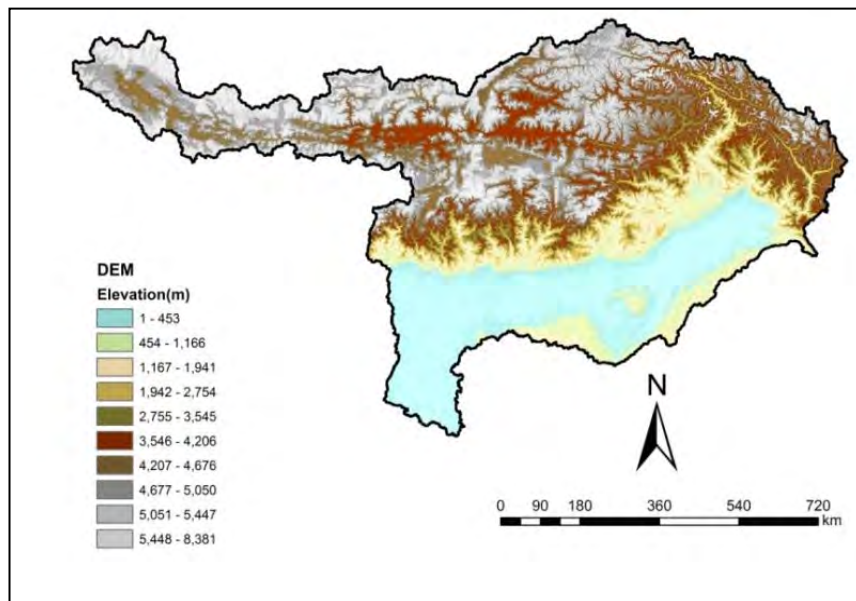 DEM
Elevation(m)
1 - 453
454 - 1,166
1,167 - 1,941
1,942 - 2,754
2,755 - 3,545
3,546 - 4,206
4,207 - 4,676
4,677 - 5,050
5,051 - 5,447
5,448 - 8,381
N
0 90 180 360 540 720
km